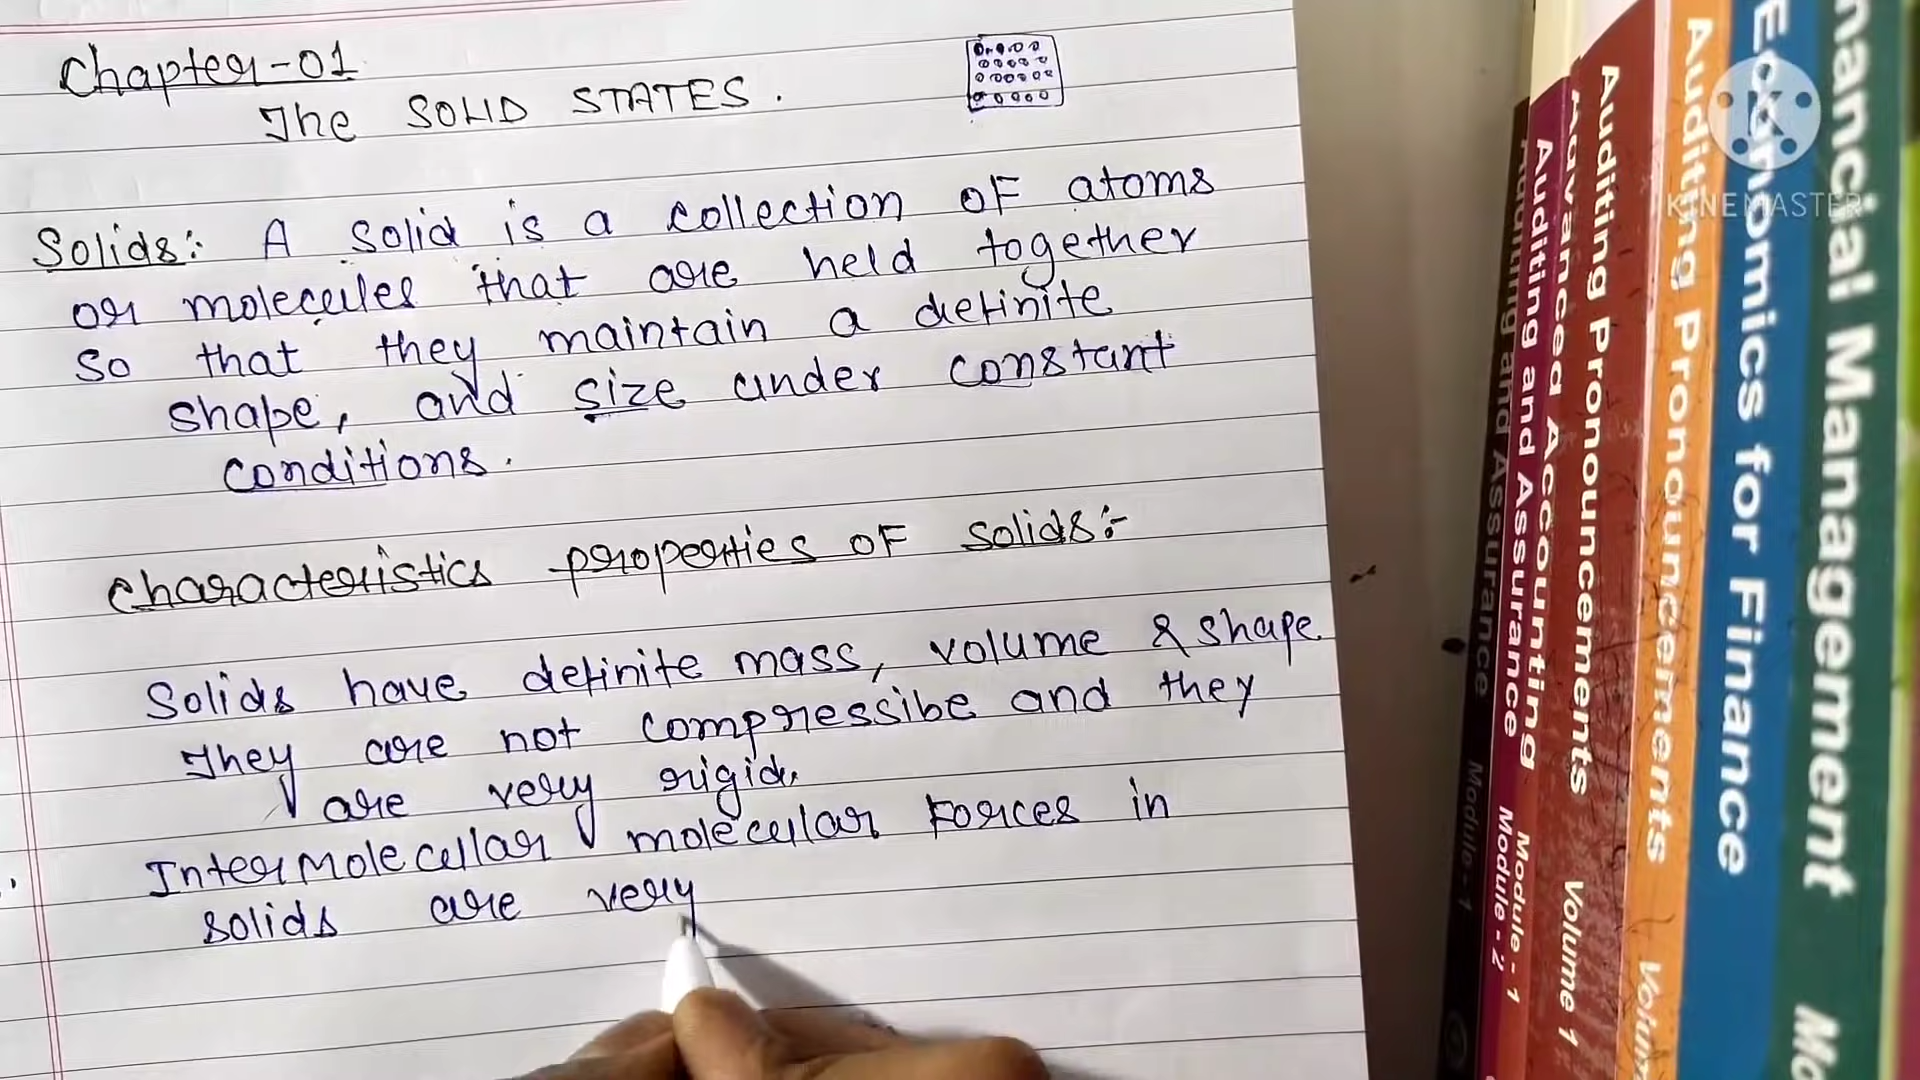 Chapter-01
The SOLID STATES.
Solids:- A solid is a collection OF atoms
or molecules that are held together
so that they maintain a definite
shape, and size under constant
conditions.
Characteristics properties OF solids:-
Solids have definite mass, volume & shape
They are not compressibe and they
are very rigid.
Intermolecular molecular Forces in
solids are very
Auditing and Assurance Module - 1
Auditing and Assurance Module - 2
Advanced Accounting Module - 1
Auditing Pronouncements Volume 1
Auditing Pronouncements
Economics for Finance
nancial Management
KINEMASTER